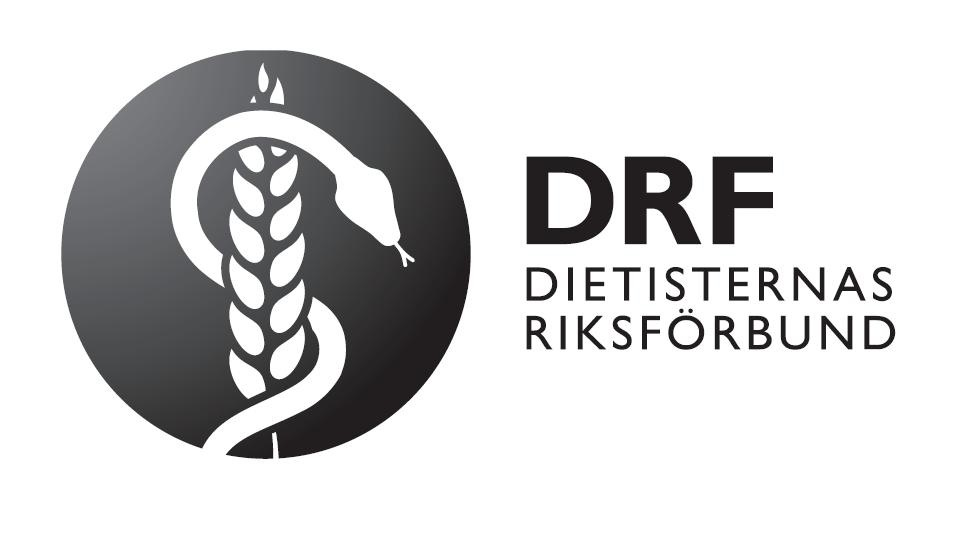 DRF
DIETISTERNAS
RIKSFÖRBUND